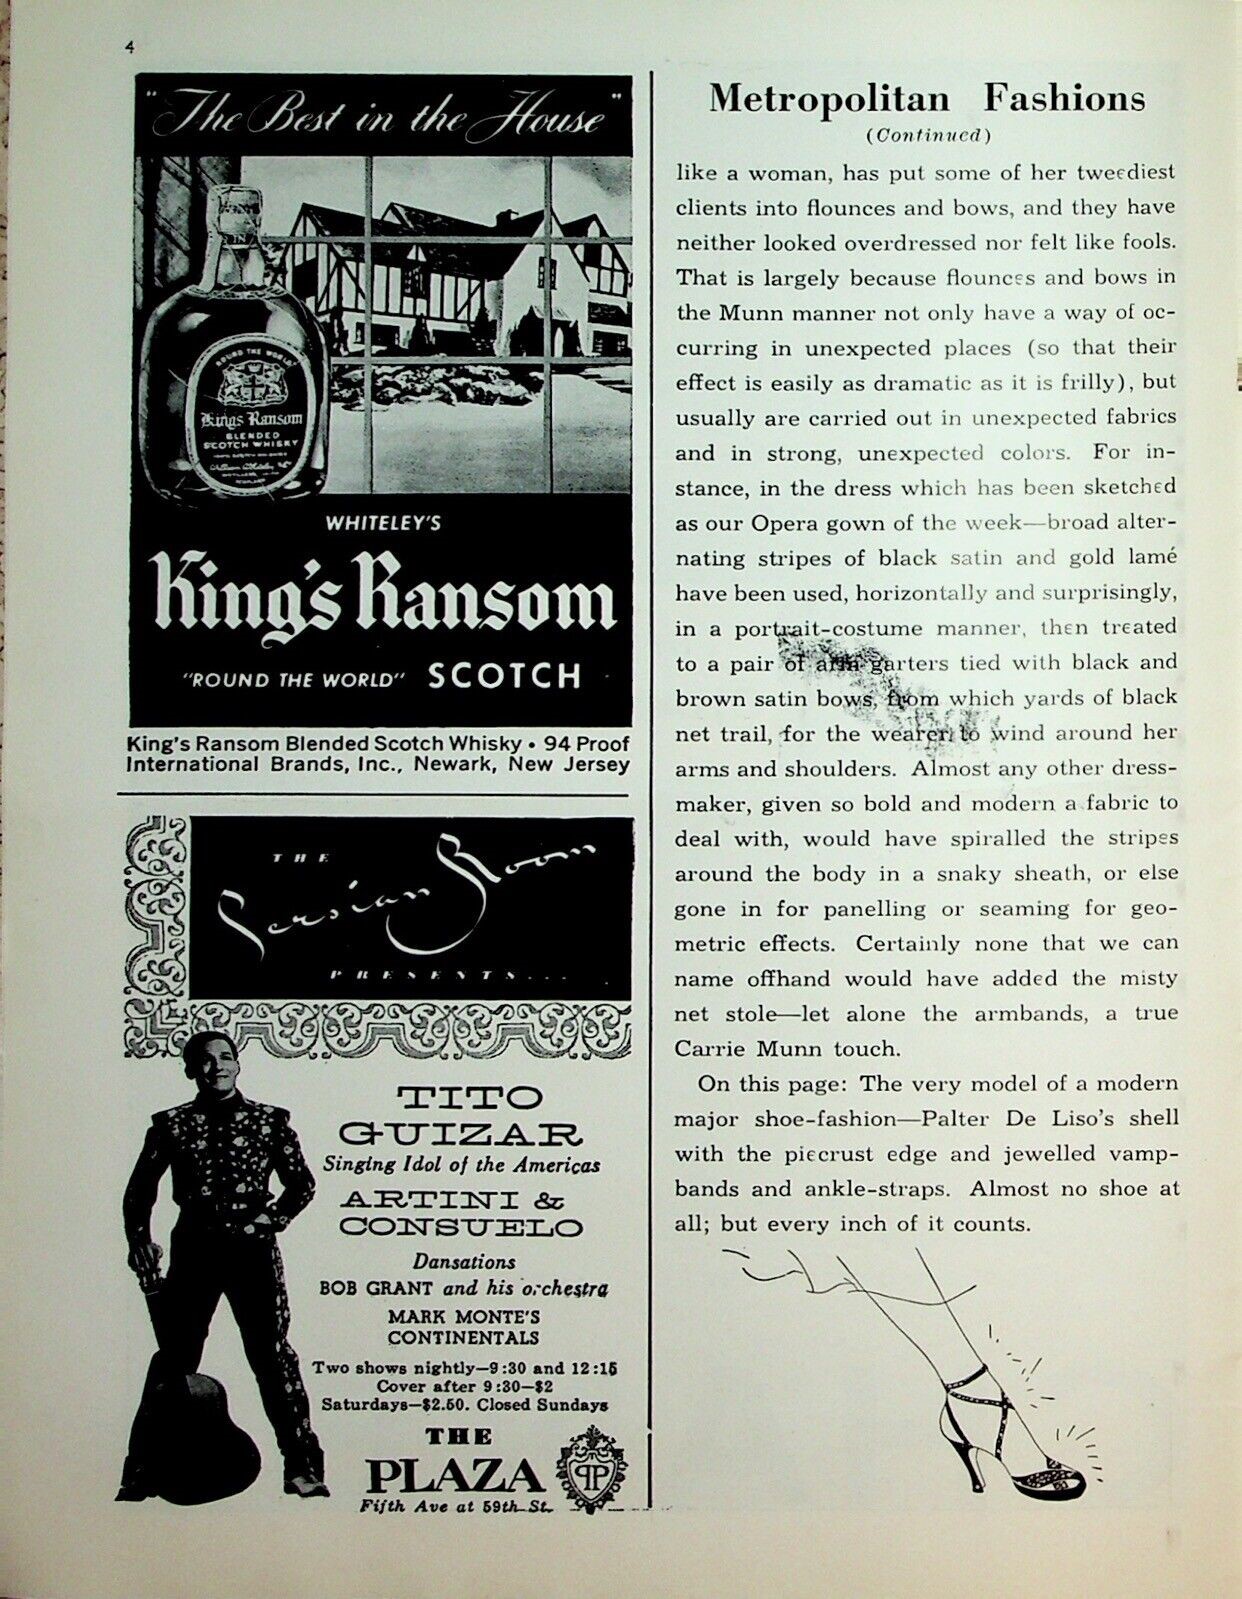 4
"The Best in the House"
ROUND THE WORLD
King's Ransom
BLENDED
SCOTCH WHISKY
WHITELEY'S
King's Ransom
"ROUND THE WORLD" SCOTCH
King's Ransom Blended Scotch Whisky • 94 Proof
International Brands, Inc., Newark, New Jersey
THE
Persian Room
PRESENTS...
TITO
GUIZAR
Singing Idol of the Americas
ARTINI &
CONSUELO
Dansations
BOB GRANT and his orchestra
MARK MONTE'S
CONTINENTALS
Two shows nightly—9:30 and 12:15
Cover after 9:30—$2
Saturdays—$2.50. Closed Sundays
THE
PLAZA
PP
Fifth Ave at 59th St.
Metropolitan Fashions
(Continued)
like a woman, has put some of her tweediest
clients into flounces and bows, and they have
neither looked overdressed nor felt like fools.
That is largely because flounces and bows in
the Munn manner not only have a way of oc-
curring in unexpected places (so that their
effect is easily as dramatic as it is frilly), but
usually are carried out in unexpected fabrics
and in strong, unexpected colors. For in-
stance, in the dress which has been sketched
as our Opera gown of the week—broad alter-
nating stripes of black satin and gold lamé
have been used, horizontally and surprisingly,
in a portrait-costume manner, then treated
to a pair of arm garters tied with black and
brown satin bows, from which yards of black
net trail, for the wearer to wind around her
arms and shoulders. Almost any other dress-
maker, given so bold and modern a fabric to
deal with, would have spiralled the stripes
around the body in a snaky sheath, or else
gone in for panelling or seaming for geo-
metric effects. Certainly none that we can
name offhand would have added the misty
net stole—let alone the armbands, a true
Carrie Munn touch.
On this page: The very model of a modern
major shoe-fashion—Palter De Liso's shell
with the piecrust edge and jewelled vamp-
bands and ankle-straps. Almost no shoe at
all; but every inch of it counts.